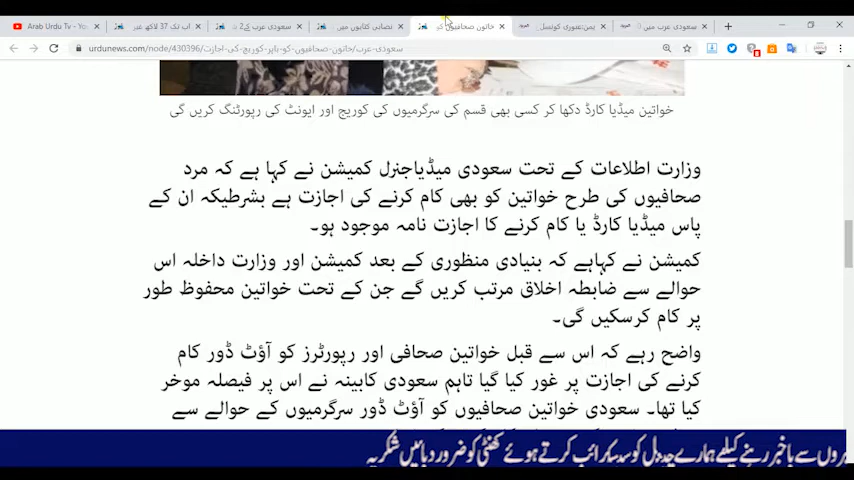 Arab Urdu Tv - Yo
اب تک 37 لاکھ غیر
سعودی عرب کے2
نصابی کتابوں میں
خاتون صحافیوں کو
سعودی عرب میں 0
urdunews.com/node/430396/سعودی-عرب/خاتون-صحافیوں-کو-باہر-کوریج-کی-اجازت
خواتین میڈیا کارڈ دکھا کر کسی بھی قسم کی سرگرمیوں کی کوریج اور ایونٹ کی رپورٹنگ کریں گی
وزارت اطلاعات کے تحت سعودی میڈیاجنرل کمیشن نے کہا ہے کہ مرد
صحافیوں کی طرح خواتین کو بھی کام کرنے کی اجازت ہے بشرطیکہ ان کے
پاس میڈیا کارڈ یا کام کرنے کا اجازت نامہ موجود ہو۔
کمیشن نے کہاہے کہ بنیادی منظوری کے بعد کمیشن اور وزارت داخلہ اس
حوالے سے ضابطہ اخلاق مرتب کریں گے جن کے تحت خواتین محفوظ طور
پر کام کرسکیں گی۔
واضح رہے کہ اس سے قبل خواتین صحافی اور رپورٹرز کو آؤٹ ڈور کام
کرنے کی اجازت پر غور کیا گیا تاہم سعودی کابینہ نے اس پر فیصلہ موخر
کیا تھا۔ سعودی خواتین صحافیوں کو آؤٹ ڈور سرگرمیوں کے حوالے سے
روں سے باخبر رہنے کیلئے ہمارے چینل کو سبسکرائب کرتے ہوئے گھنٹی کو ضرور دبائیں شکریہ